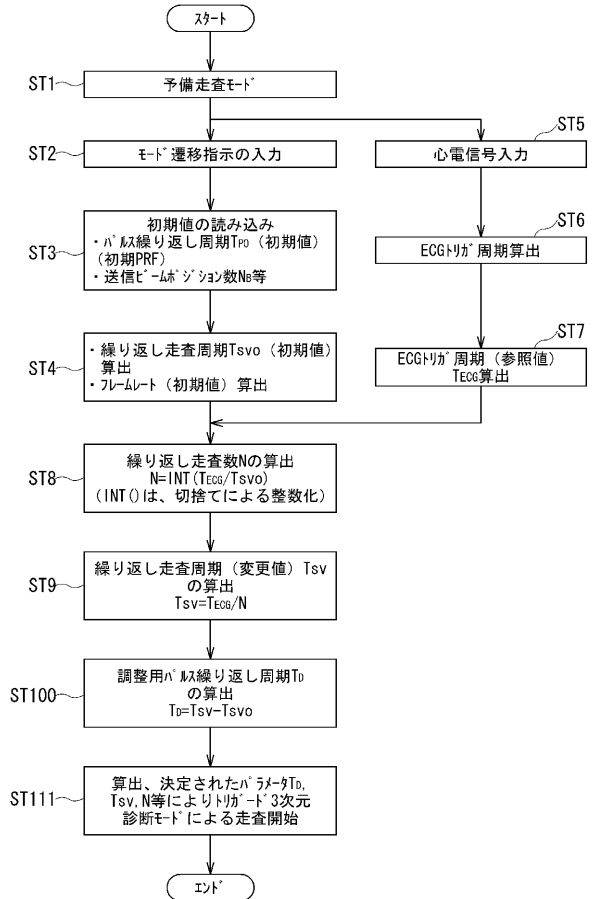 スタート
ST1
予備走査モード
ST2
モード遷移指示の入力
ST5
心電信号入力
ST3
初期値の読み込み
・パルス繰り返し周期TP0（初期値）
(初期PRF)
・送信ビームポジション数NB等
ST6
ECGトリガ周期算出
ST4
・繰り返し走査周期Tsvo（初期値）
算出
・フレームレート（初期値）算出
ST7
ECGトリガ周期（参照値）
TECG算出
ST8
繰り返し走査数Nの算出
N=INT(TECG/Tsvo)
(INT()は、切捨てによる整数化)
ST9
繰り返し走査周期（変更値）Tsv
の算出
Tsv=TECG/N
ST100
調整用パルス繰り返し周期TD
の算出
TD=Tsv-Tsvo
ST111
算出、決定されたパラメータTD,
Tsv,N等によりトリガード3次元
診断モードによる走査開始
エンド